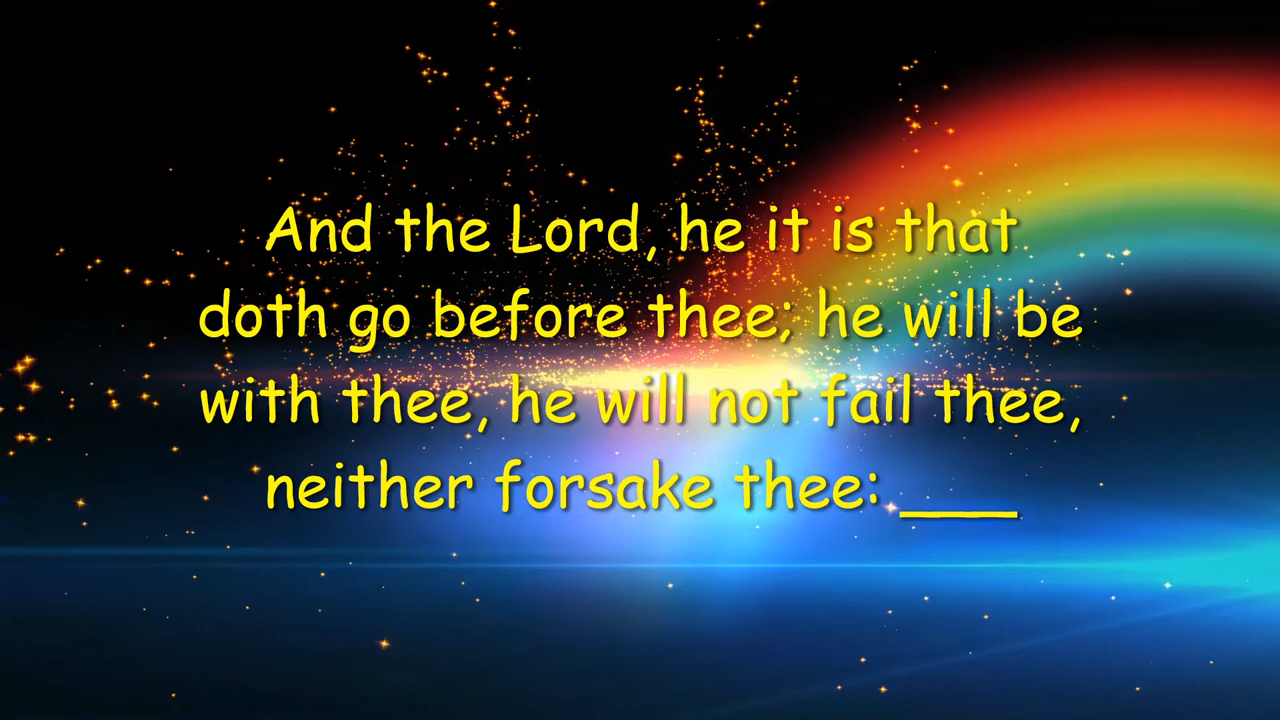 And the Lord, he it is that
doth go before thee; he will be
with thee, he will not fail thee,
neither forsake thee: ___